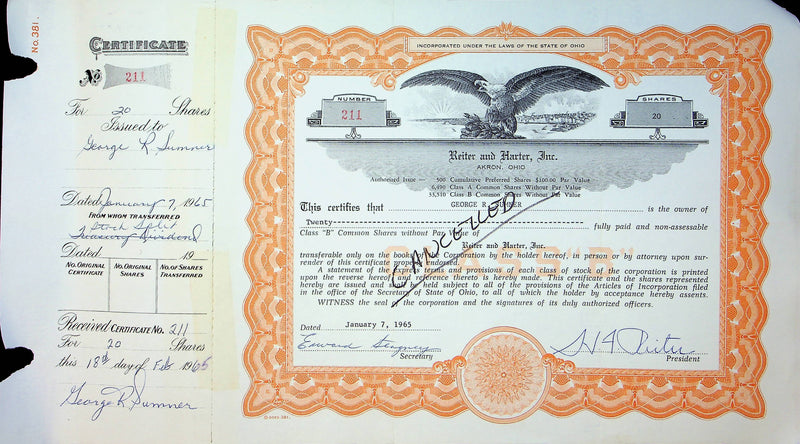 No. 381.
CERTIFICATE
No 211
For 20 Shares
Issued to
George R Sumner
Dated January 7, 1965
FROM WHOM TRANSFERRED
Stock Split
Treasury Dividend
Dated 19
No. ORIGINAL CERTIFICATE
No. ORIGINAL SHARES
No. OF SHARES TRANSFERRED
Received CERTIFICATE No. 211
For 20 Shares
this 18th day of Feb 1965
George R. Sumner
INCORPORATED UNDER THE LAWS OF THE STATE OF OHIO
NUMBER
211
SHARES
20
Reiter and Harter, Inc.
AKRON, OHIO
Authorized Issue — 500 Cumulative Preferred Shares $100.00 Par Value
6,490 Class A Common Shares Without Par Value
Class B Common Shares Without Par Value
This certifies that GEORGE R. SUMNER is the owner of
Twenty fully paid and non-assessable
Class "B" Common Shares without Par Value of
Reiter and Harter, Inc.
CLASS "B"
CANCELLED
transferable only on the books of the Corporation by the holder hereof, in person or by attorney upon sur-
render of this certificate properly endorsed.
A statement of the terms and provisions of each class of stock of the corporation is printed
upon the reverse hereof and reference thereto is hereby made. This certificate and the shares represented
hereby are issued and shall be held subject to all of the provisions of the Articles of Incorporation filed
in the office of the Secretary of State of Ohio, to all of which the holder by acceptance hereby assents.
WITNESS the seal of the corporation and the signatures of its duly authorized officers.
Dated January 7, 1965
Secretary
H F Reiter
President